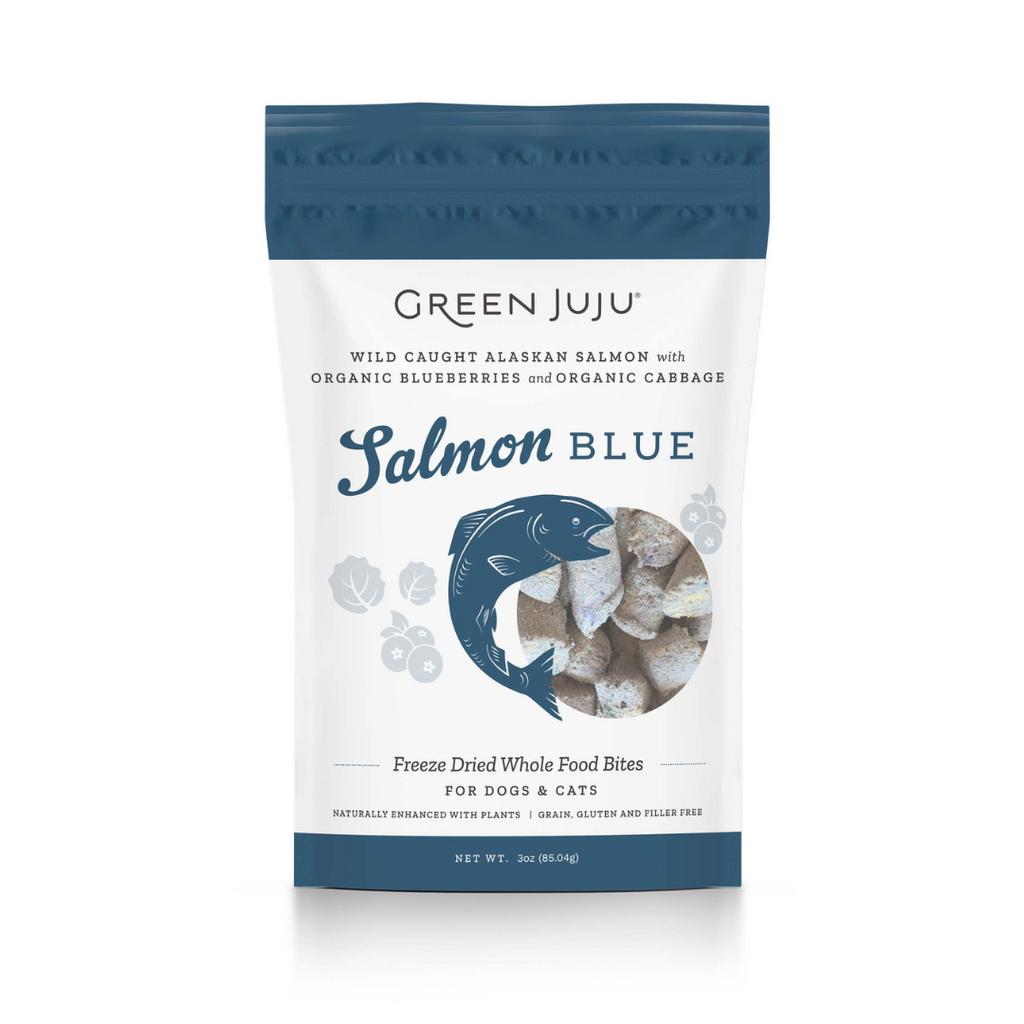 GREEN JUJU®
WILD CAUGHT ALASKAN SALMON with
ORGANIC BLUEBERRIES and ORGANIC CABBAGE
Salmon BLUE
Freeze Dried Whole Food Bites
FOR DOGS & CATS
NATURALLY ENHANCED WITH PLANTS | GRAIN, GLUTEN AND FILLER FREE
NET WT. 3oz (85.04g)